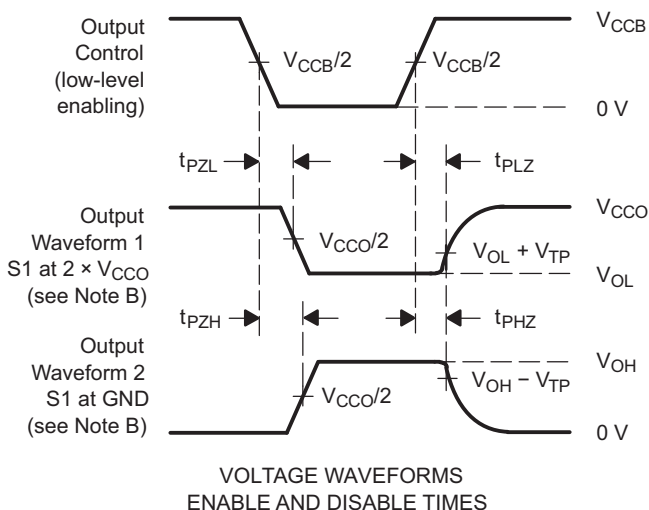 Output
Control
(low-level
enabling)
V_CCB/2
V_CCB/2
V_CCB
0 V
t_PZL
t_PLZ
Output
Waveform 1
S1 at 2 × V_CCO
(see Note B)
V_CCO/2
V_CCO
V_OL + V_TP
V_OL
t_PZH
t_PHZ
Output
Waveform 2
S1 at GND
(see Note B)
V_CCO/2
V_OH
V_OH − V_TP
0 V
VOLTAGE WAVEFORMS
ENABLE AND DISABLE TIMES